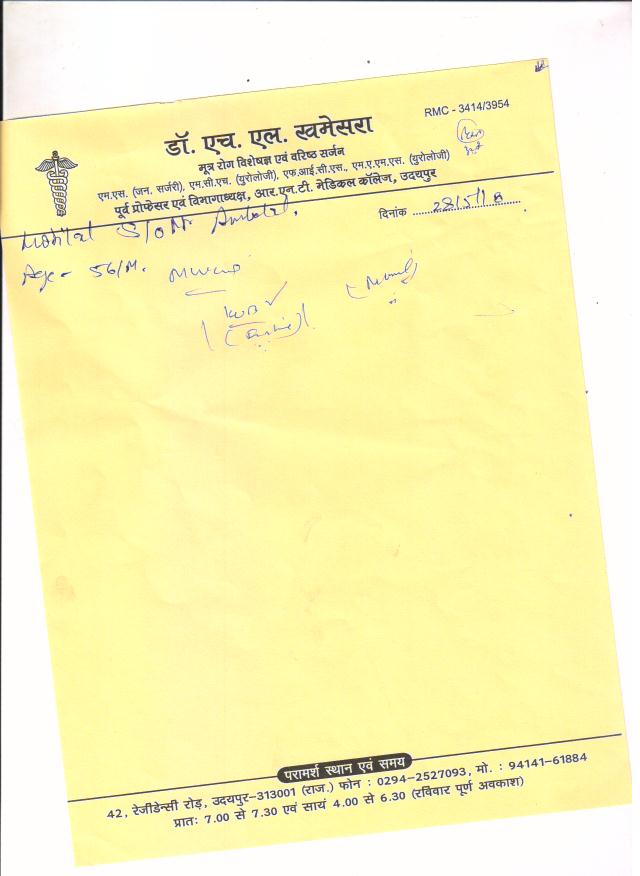 RMC - 3414/3954
डॉ. एच. एल. खमेसरा
मूत्र रोग विशेषज्ञ एवं वरिष्ठ सर्जन
एम.एस. (जन. सर्जरी), एम.सी.एच. (युरोलोजी), एफ.आई.सी.एस., एम.ए.एम.एस. (युरोलोजी)
पूर्व प्रोफेसर एवं विभागाध्यक्ष, आर.एन.टी. मेडिकल कॉलेज, उदयपुर
दिनांक 28/5/18
S/o
Age - 56/M.
KUB
परामर्श स्थान एवं समय
42, रेजीडेन्सी रोड़, उदयपुर-313001 (राज.) फोन : 0294-2527093, मो. : 94141-61884
प्रातः 7.00 से 7.30 एवं सायं 4.00 से 6.30 (रविवार पूर्ण अवकाश)